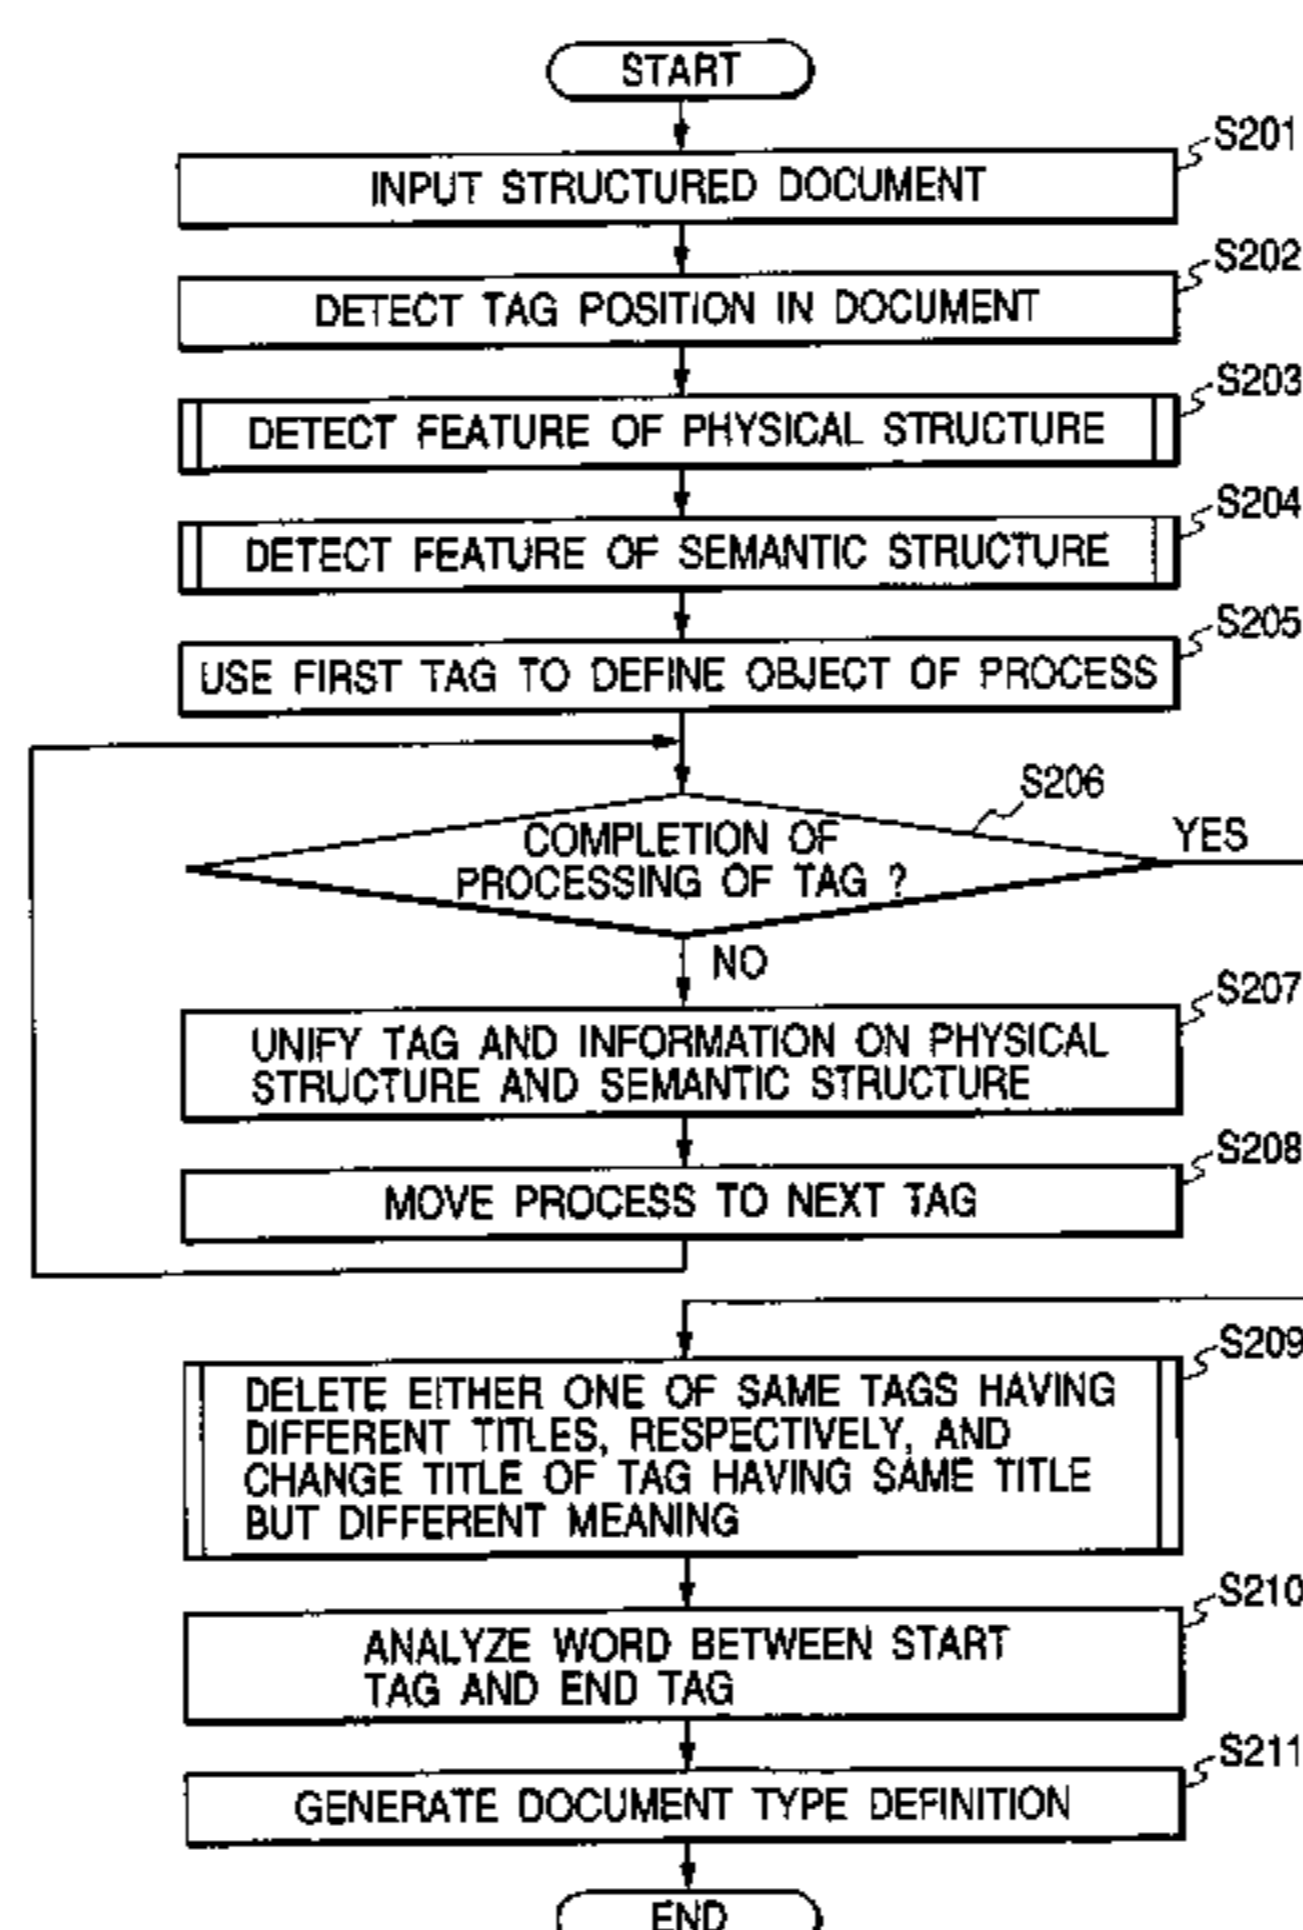 START
S201
INPUT STRUCTURED DOCUMENT
S202
DETECT TAG POSITION IN DOCUMENT
S203
DETECT FEATURE OF PHYSICAL STRUCTURE
S204
DETECT FEATURE OF SEMANTIC STRUCTURE
S205
USE FIRST TAG TO DEFINE OBJECT OF PROCESS
S206
COMPLETION OF
PROCESSING OF TAG ?
YES
NO
S207
UNIFY TAG AND INFORMATION ON PHYSICAL
STRUCTURE AND SEMANTIC STRUCTURE
S208
MOVE PROCESS TO NEXT TAG
S209
DELETE EITHER ONE OF SAME TAGS HAVING
DIFFERENT TITLES, RESPECTIVELY, AND
CHANGE TITLE OF TAG HAVING SAME TITLE
BUT DIFFERENT MEANING
S210
ANALYZE WORD BETWEEN START
TAG AND END TAG
S211
GENERATE DOCUMENT TYPE DEFINITION
END